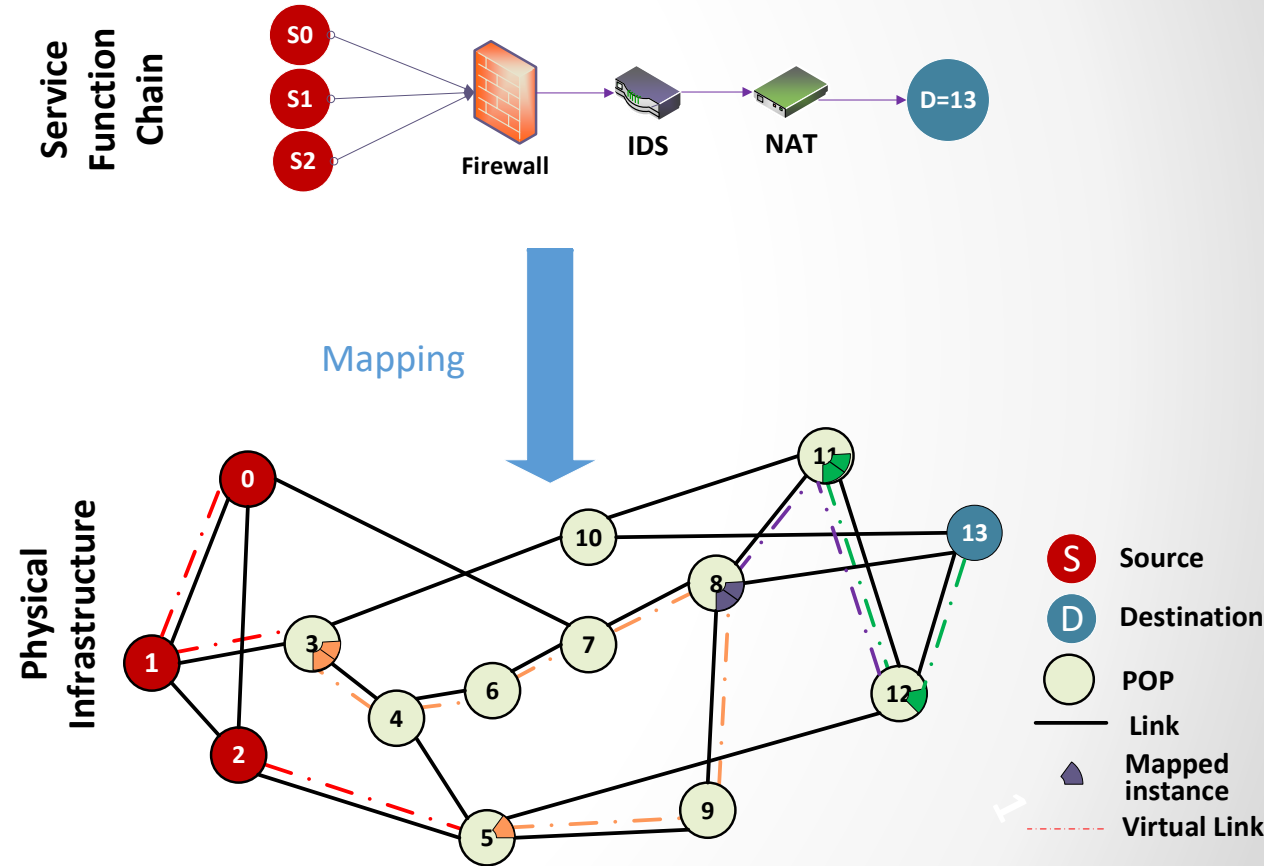 Service
Function
Chain
S0
S1
S2
Firewall
IDS
NAT
D=13
Mapping
Physical
Infrastructure
0
1
2
3
4
5
6
7
8
9
10
11
12
13
S
Source
D
Destination
POP
Link
Mapped
instance
Virtual Link
1